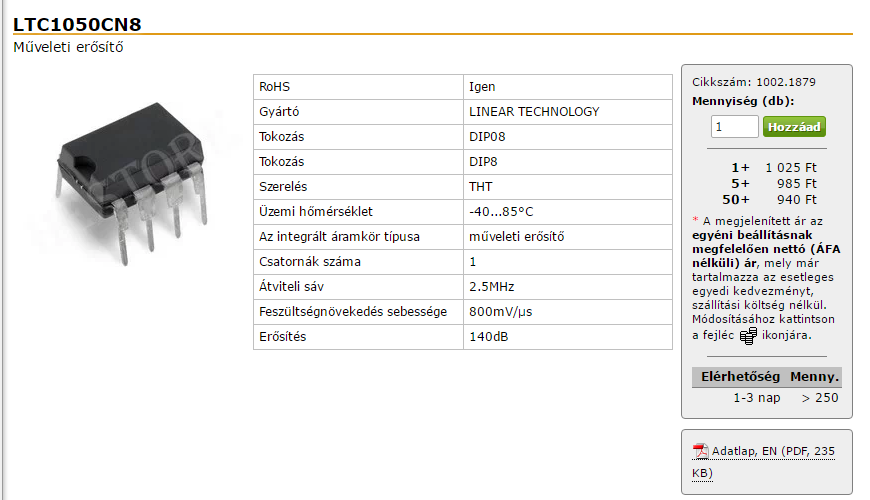 LTC1050CN8
Műveleti erősítő
RoHS Igen
Gyártó LINEAR TECHNOLOGY
Tokozás DIP08
Tokozás DIP8
Szerelés THT
Üzemi hőmérséklet -40...85°C
Az integrált áramkör típusa műveleti erősítő
Csatornák száma 1
Átviteli sáv 2.5MHz
Feszültségnövekedés sebessége 800mV/μs
Erősítés 140dB
Cikkszám: 1002.1879
Mennyiség (db):
1 Hozzáad
1+ 1 025 Ft
5+ 985 Ft
50+ 940 Ft
* A megjelenített ár az
egyéni beállításnak
megfelelően nettó (ÁFA
nélküli) ár, mely már
tartalmazza az esetleges
egyedi kedvezményt,
szállítási költség nélkül.
Módosításához kattintson
a fejléc ikonjára.
Elérhetőség Menny.
1-3 nap > 250
Adatlap, EN (PDF, 235
KB)